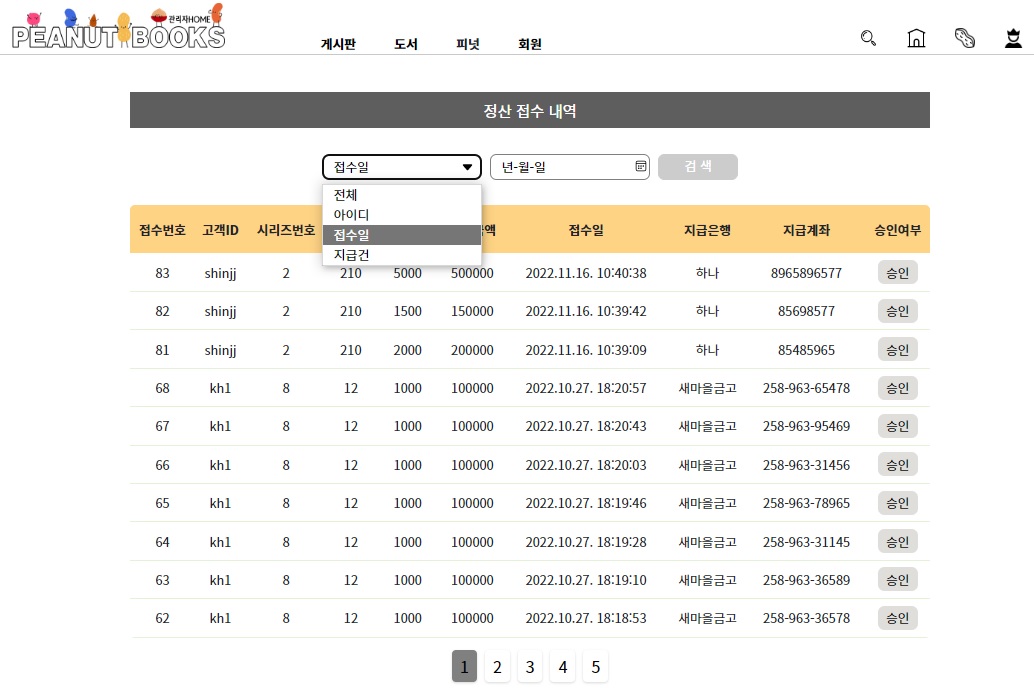 관리자HOME
PEANUT BOOKS
게시판 도서 피넛 회원
정산 접수 내역
접수일 년-월-일 검 색
전체
아이디
접수일
지급건
접수번호 고객ID 시리즈번호 액 접수일 지급은행 지급계좌 승인여부
83 shinjj 2 210 5000 500000 2022.11.16. 10:40:38 하나 8965896577 승인
82 shinjj 2 210 1500 150000 2022.11.16. 10:39:42 하나 85698577 승인
81 shinjj 2 210 2000 200000 2022.11.16. 10:39:09 하나 85485965 승인
68 kh1 8 12 1000 100000 2022.10.27. 18:20:57 새마을금고 258-963-65478 승인
67 kh1 8 12 1000 100000 2022.10.27. 18:20:43 새마을금고 258-963-95469 승인
66 kh1 8 12 1000 100000 2022.10.27. 18:20:03 새마을금고 258-963-31456 승인
65 kh1 8 12 1000 100000 2022.10.27. 18:19:46 새마을금고 258-963-78965 승인
64 kh1 8 12 1000 100000 2022.10.27. 18:19:28 새마을금고 258-963-31145 승인
63 kh1 8 12 1000 100000 2022.10.27. 18:19:10 새마을금고 258-963-36589 승인
62 kh1 8 12 1000 100000 2022.10.27. 18:18:53 새마을금고 258-963-36578 승인
1 2 3 4 5